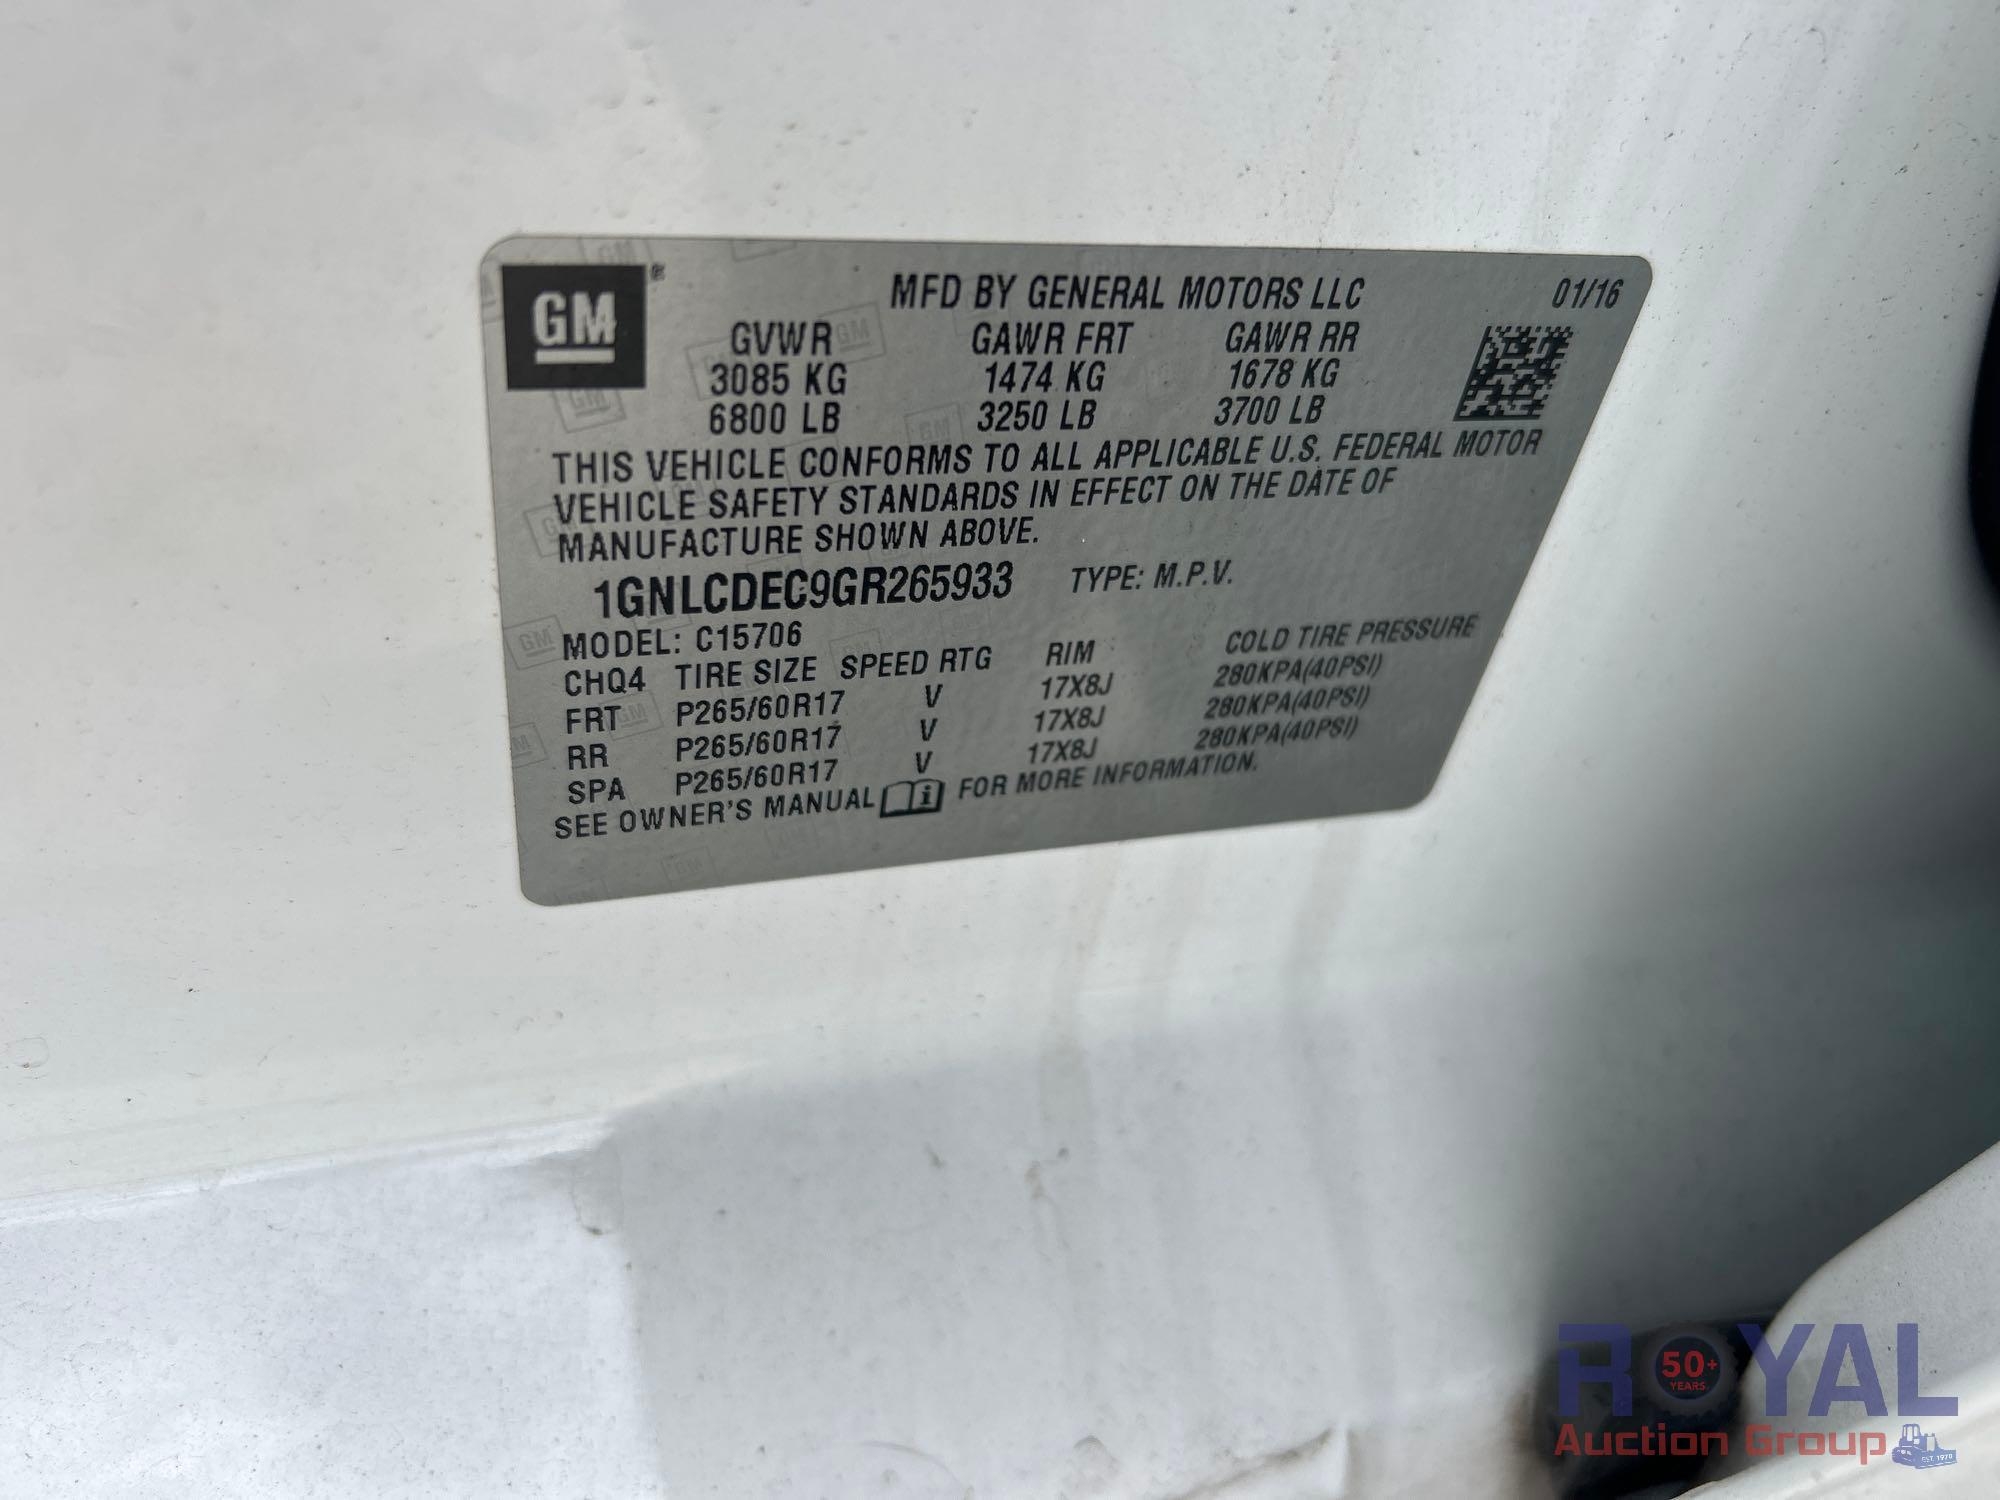 GM ®
MFD BY GENERAL MOTORS LLC 01/16
GVWR GAWR FRT GAWR RR
3085 KG 1474 KG 1678 KG
6800 LB 3250 LB 3700 LB
THIS VEHICLE CONFORMS TO ALL APPLICABLE U.S. FEDERAL MOTOR
VEHICLE SAFETY STANDARDS IN EFFECT ON THE DATE OF
MANUFACTURE SHOWN ABOVE.
1GNLCDEC9GR265933 TYPE: M.P.V.
MODEL: C15706
CHQ4 TIRE SIZE SPEED RTG RIM COLD TIRE PRESSURE
FRT P265/60R17 V 17X8J 280KPA(40PSI)
RR P265/60R17 V 17X8J 280KPA(40PSI)
SPA P265/60R17 V 17X8J 280KPA(40PSI)
SEE OWNER'S MANUAL FOR MORE INFORMATION.
ROYAL
50+
YEARS
Auction Group
EST. 1970